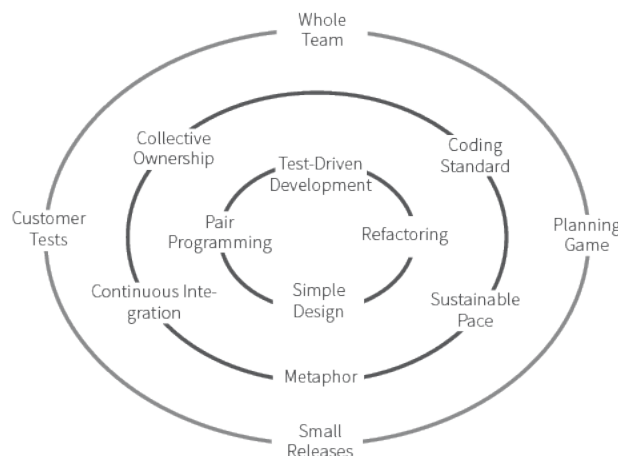 Whole
Team
Collective
Ownership
Coding
Standard
Test-Driven
Development
Customer
Tests
Pair
Programming
Refactoring
Planning
Game
Continuous Inte-
gration
Simple
Design
Sustainable
Pace
Metaphor
Small
Releases